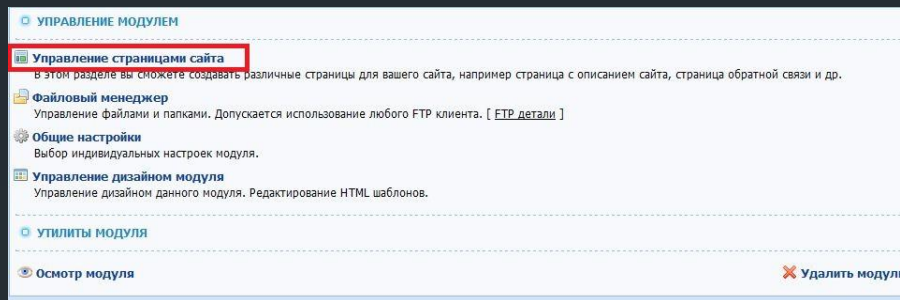 УПРАВЛЕНИЕ МОДУЛЕМ
Управление страницами сайта
В этом разделе вы сможете создавать различные страницы для вашего сайта, например страница с описанием сайта, страница обратной связи и др.
Файловый менеджер
Управление файлами и папками. Допускается использование любого FTP клиента. [ FTP детали ]
Общие настройки
Выбор индивидуальных настроек модуля.
Управление дизайном модуля
Управление дизайном данного модуля. Редактирование HTML шаблонов.
УТИЛИТЫ МОДУЛЯ
Осмотр модуля
Удалить модул